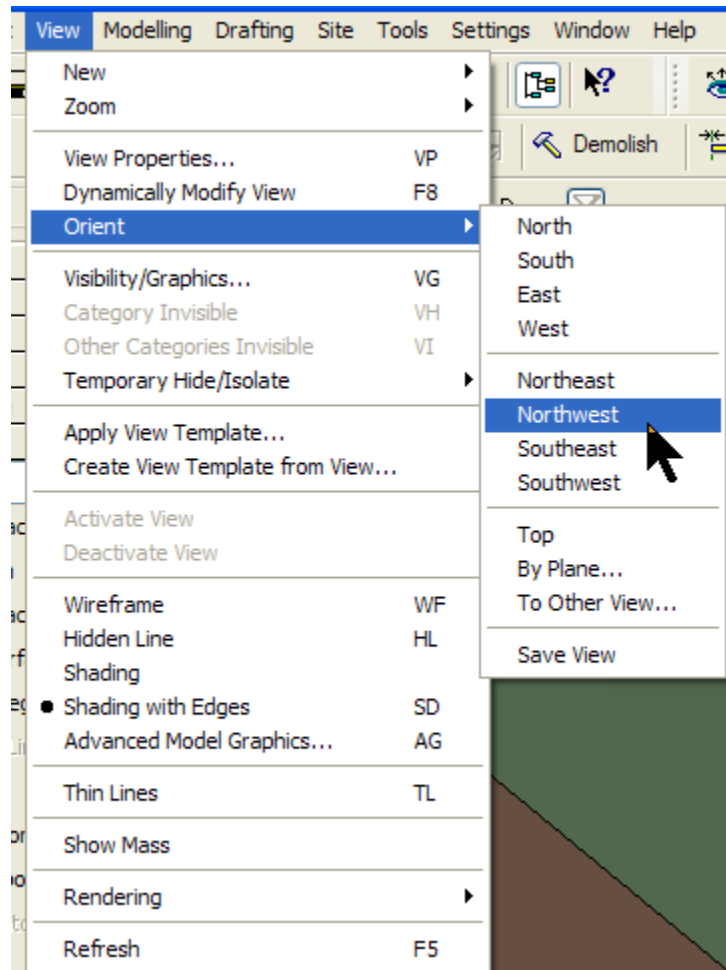 View Modelling Drafting Site Tools Settings Window Help
New
Zoom
Demolish
View Properties... VP
Dynamically Modify View F8
Orient
North
South
East
West
Northeast
Northwest
Southeast
Southwest
Top
By Plane...
To Other View...
Save View
Visibility/Graphics... VG
Category Invisible VH
Other Categories Invisible VI
Temporary Hide/Isolate
Apply View Template...
Create View Template from View...
Activate View
Deactivate View
Wireframe WF
Hidden Line HL
Shading
Shading with Edges SD
Advanced Model Graphics... AG
Thin Lines TL
Show Mass
Rendering
Refresh F5